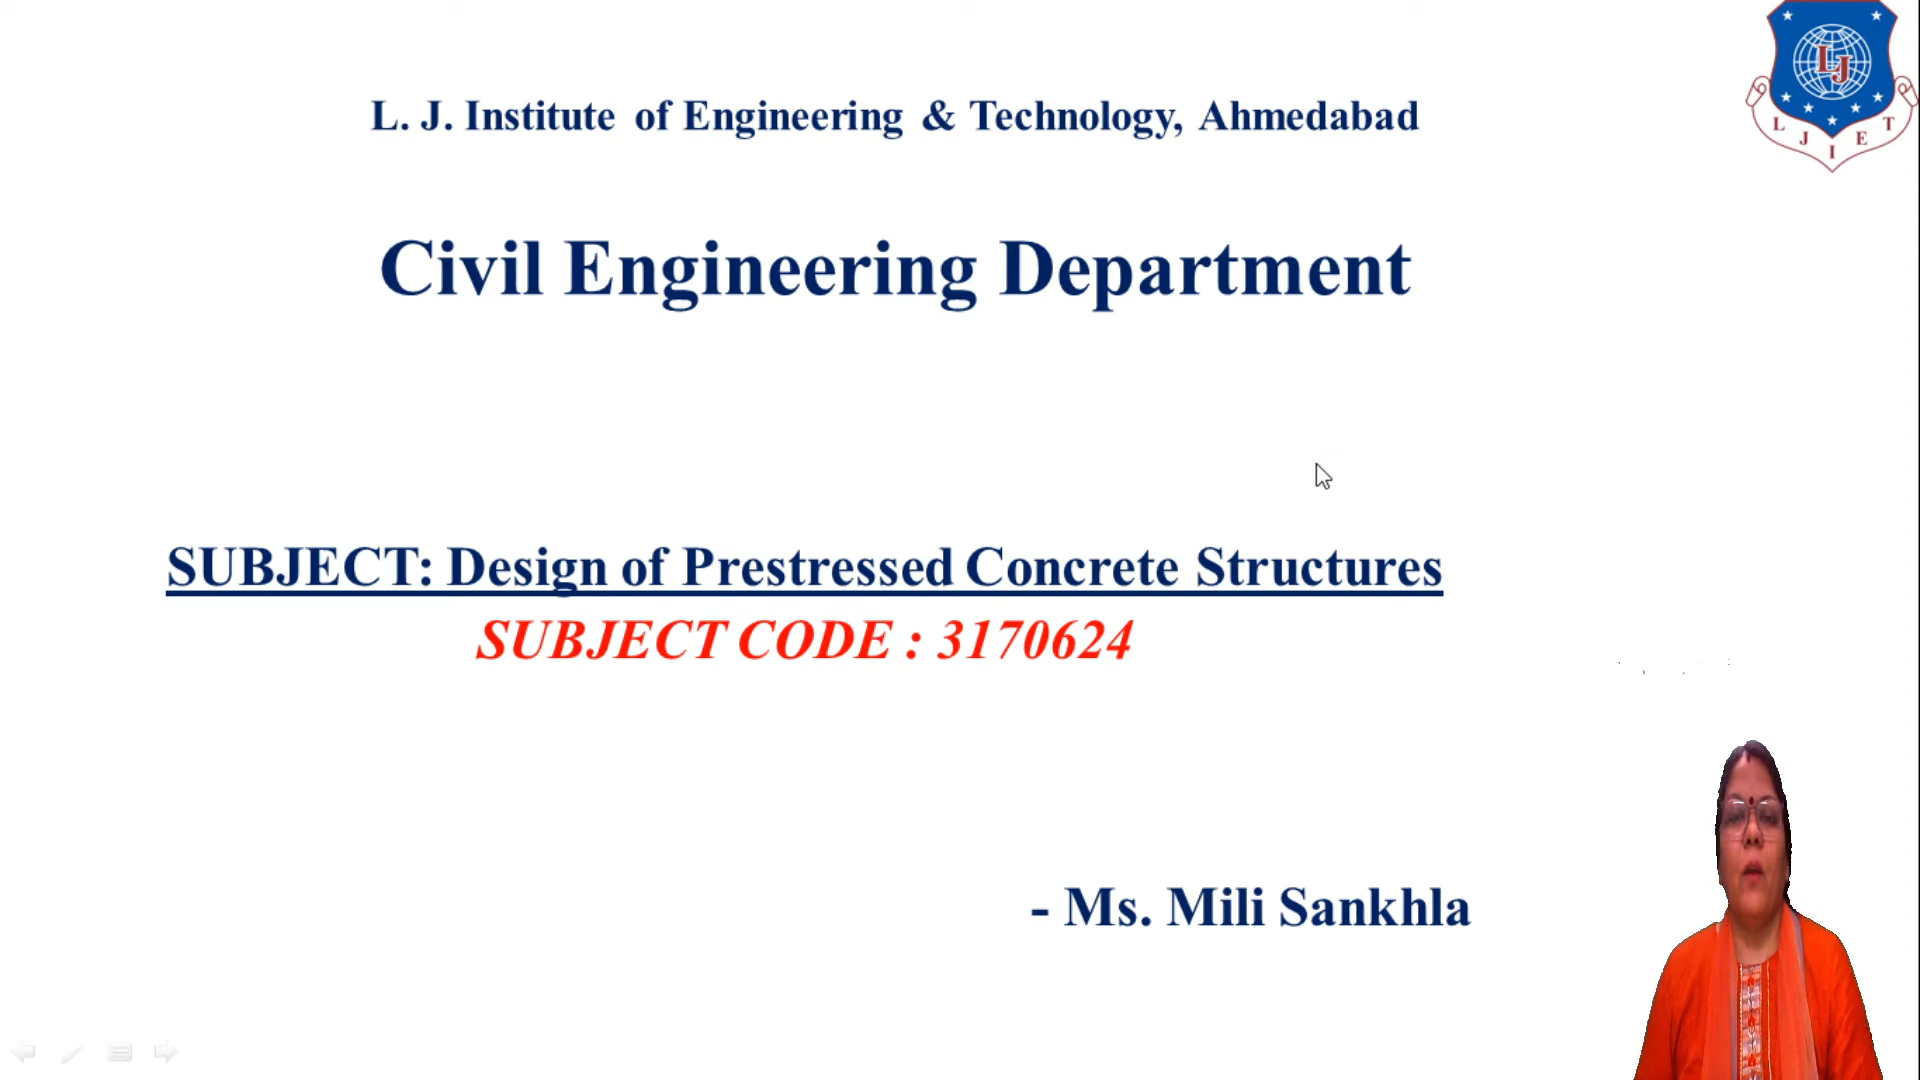 L. J. Institute of Engineering & Technology, Ahmedabad
LJ
L J I E T
Civil Engineering Department
SUBJECT: Design of Prestressed Concrete Structures
SUBJECT CODE : 3170624
- Ms. Mili Sankhla